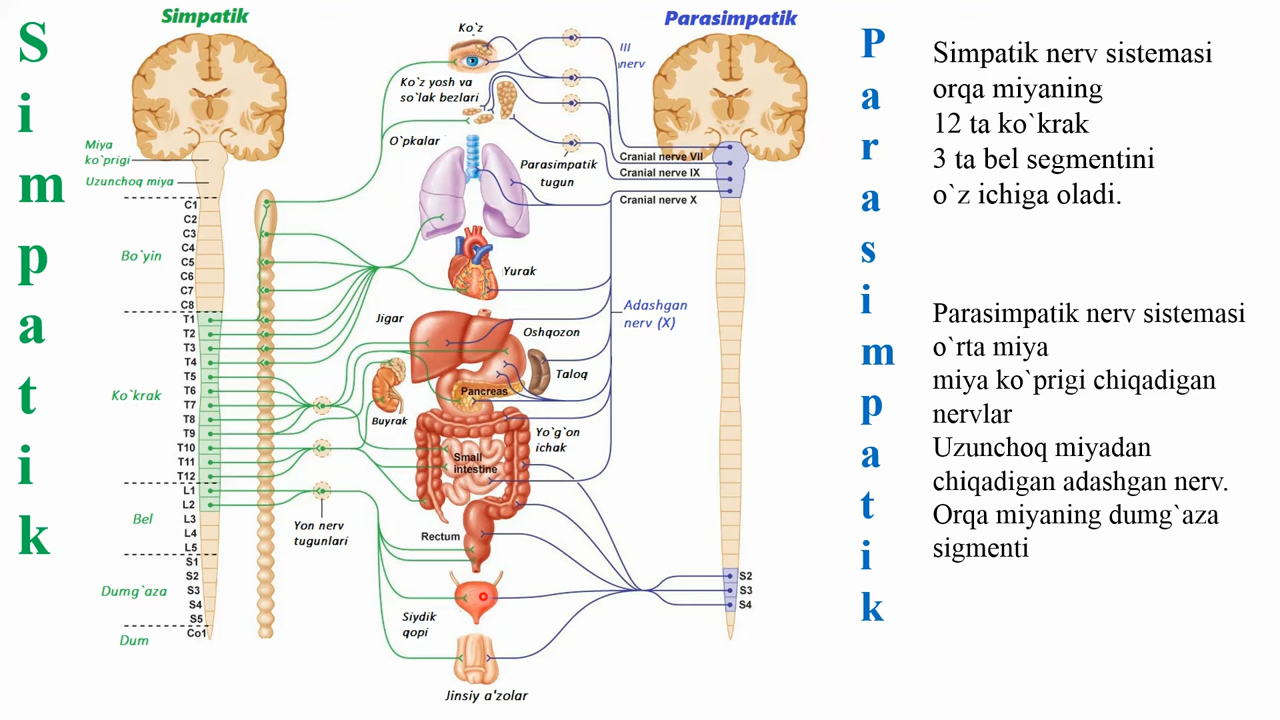 Simpatik
Simpatik
Parasimpatik
Miya
ko`prigi
Uzunchoq miya
C1
C2
C3
C4
C5
C6
C7
C8
T1
T2
T3
T4
T5
T6
T7
T8
T9
T10
T11
T12
L1
L2
L3
L4
L5
S1
S2
S3
S4
S5
Co1
Bo`yin
Ko`krak
Bel
Dumg`aza
Dum
Yon nerv
tugunlari
Ko`z
Ko`z yosh va
so`lak bezlari
O`pkalar
Yurak
Jigar
Oshqozon
Taloq
Pancreas
Buyrak
Yo`g`on
ichak
Small
intestine
Rectum
Siydik
qopi
Jinsiy a'zolar
Parasimpatik
tugun
III
nerv
Cranial nerve VII
Cranial nerve IX
Cranial nerve X
Adashgan
nerv (X)
S2
S3
S4
Parasimpatik
Simpatik nerv sistemasi
orqa miyaning
12 ta ko`krak
3 ta bel segmentini
o`z ichiga oladi.
Parasimpatik nerv sistemasi
o`rta miya
miya ko`prigi chiqadigan
nervlar
Uzunchoq miyadan
chiqadigan adashgan nerv.
Orqa miyaning dumg`aza
sigmenti